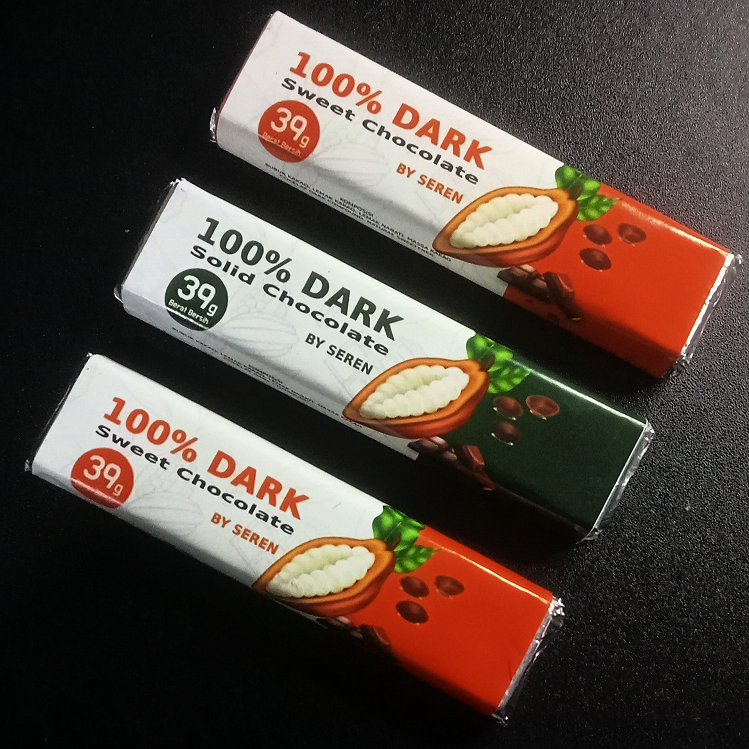 100% DARK
Sweet Chocolate
39g
Berat Bersih
BY SEREN
KOMPOSISI
100% DARK
Solid Chocolate
39g
Berat Bersih
BY SEREN
100% DARK
Sweet Chocolate
39g
BY SEREN